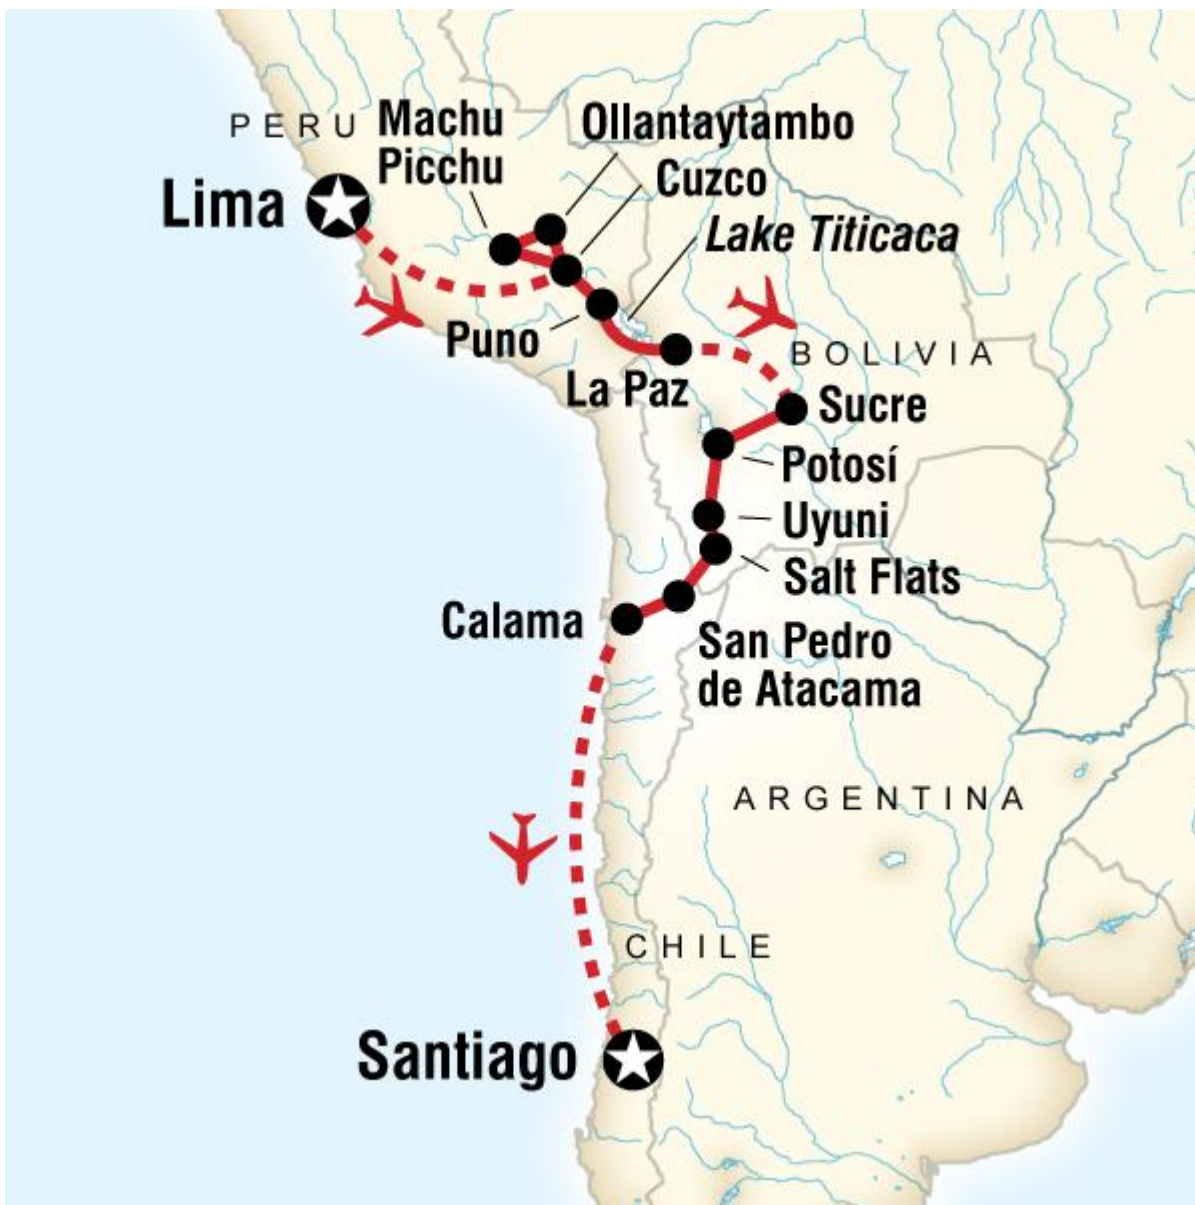 PERU
Machu
Picchu
Ollantaytambo
Cuzco
Lima
Lake Titicaca
Puno
BOLIVIA
La Paz
Sucre
Potosí
Uyuni
Salt Flats
Calama
San Pedro
de Atacama
ARGENTINA
CHILE
Santiago